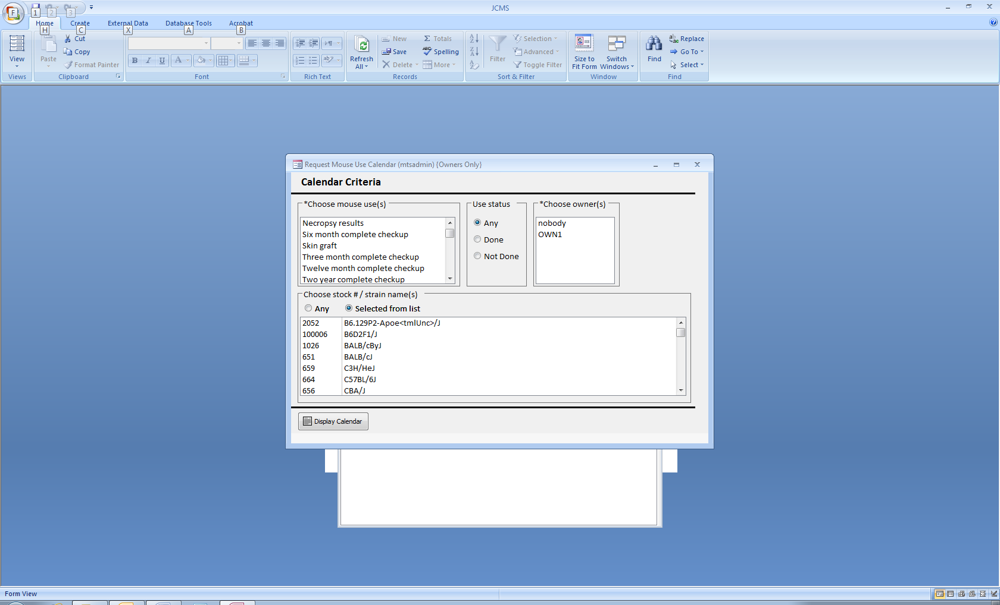 JCMS
F
1
2
3
Home Create External Data Database Tools Acrobat
H C X A B
View
Views
Paste
Cut
Copy
Format Painter
Clipboard
B I U A
Font
ab
Rich Text
Refresh All
New
Save
Delete
Totals
Spelling
More
Records
Filter
Selection
Advanced
Toggle Filter
Sort & Filter
Size to Fit Form
Switch Windows
Window
Find
Replace
Go To
Select
Find
Request Mouse Use Calendar (mtsadmin) {Owners Only}
Calendar Criteria
*Choose mouse use(s)
Necropsy results
Six month complete checkup
Skin graft
Three month complete checkup
Twelve month complete checkup
Two year complete checkup
Use status
Any
Done
Not Done
*Choose owner(s)
nobody
OWN1
Choose stock # / strain name(s)
Any Selected from list
2052 B6.129P2-Apoe<tmlUnc>/J
100006 B6D2F1/J
1026 BALB/cByJ
651 BALB/cJ
659 C3H/HeJ
664 C57BL/6J
656 CBA/J
Display Calendar
Form View